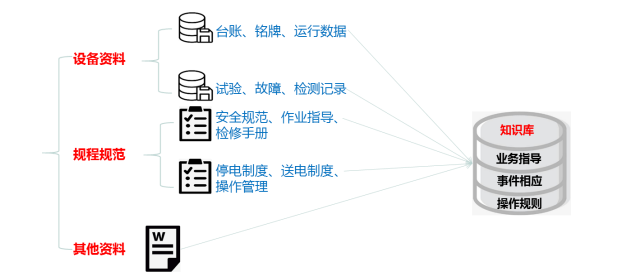 设备资料
台账、铭牌、运行数据
试验、故障、检测记录
规程规范
安全规范、作业指导、
检修手册
停电制度、送电制度、
操作管理
其他资料
W
知识库
业务指导
事件相应
操作规则